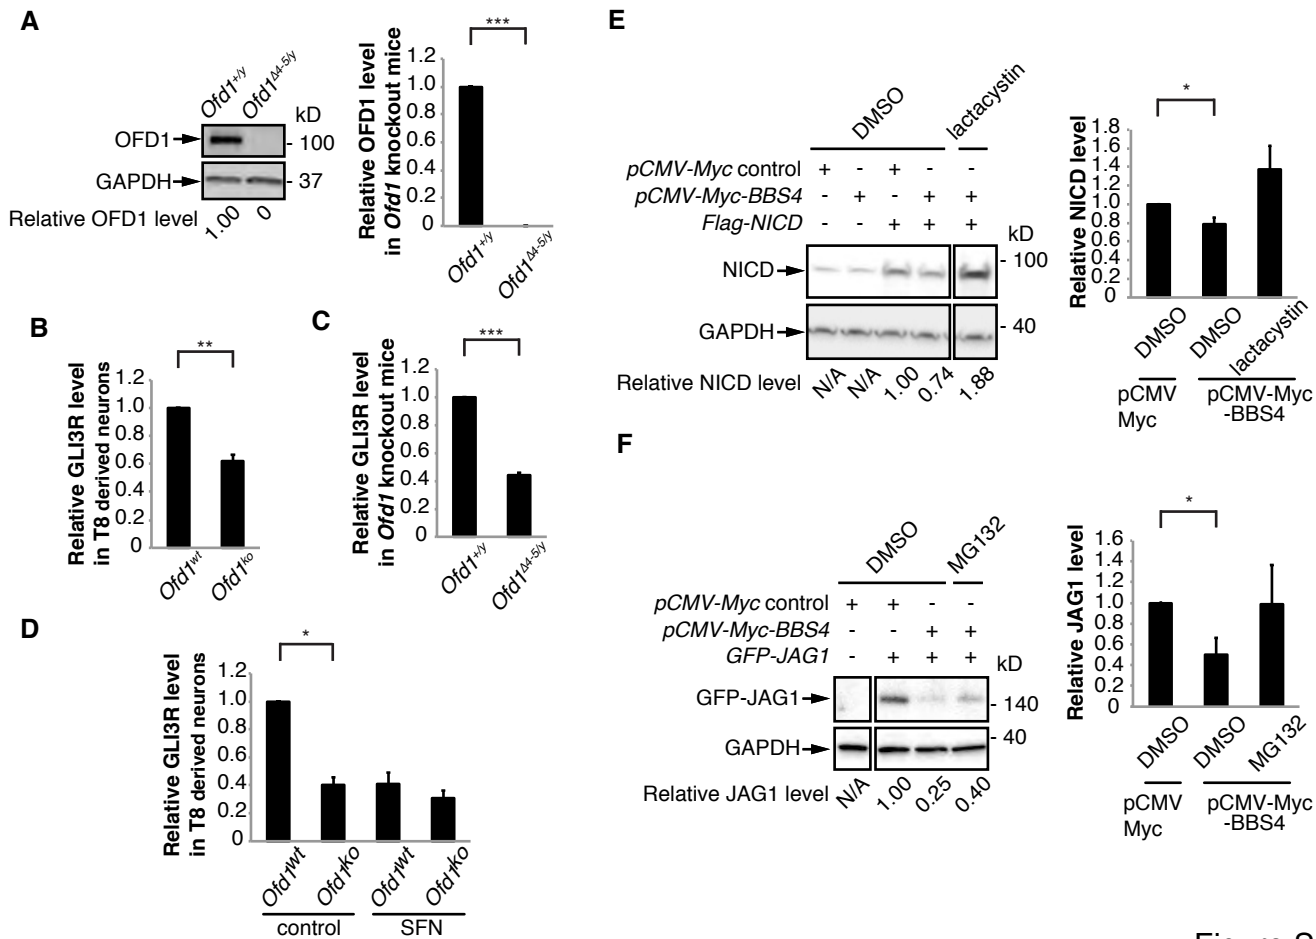 A
Ofd1+/y
Ofd1Δ4-5/y
kD
OFD1
- 100
GAPDH
- 37
Relative OFD1 level
1.00
0
Relative OFD1 level
in Ofd1 knockout mice
***
1.2
1.0
0.8
0.6
0.4
0.2
0
Ofd1+/y
Ofd1Δ4-5/y
B
Relative GLI3R level
in T8 derived neurons
**
1.2
1.0
0.8
0.6
0.4
0.2
0
Ofd1wt
Ofd1ko
C
Relative GLI3R level
in Ofd1 knockout mice
***
1.2
1.0
0.8
0.6
0.4
0.2
0
Ofd1+/y
Ofd1Δ4-5/y
D
Relative GLI3R level
in T8 derived neurons
*
1.2
1.0
0.8
0.6
0.4
0.2
0
Ofd1wt
Ofd1ko
Ofd1wt
Ofd1ko
control
SFN
E
DMSO
lactacystin
pCMV-Myc control + - + - -
pCMV-Myc-BBS4 - + - + +
Flag-NICD - - + + +
kD
NICD
- 100
GAPDH
- 40
Relative NICD level N/A N/A 1.00 0.74 1.88
Relative NICD level
*
1.8
1.6
1.4
1.2
1.0
0.8
0.6
0.4
0.2
0
DMSO
DMSO
lactacystin
pCMV
Myc
pCMV-Myc
-BBS4
F
DMSO
MG132
pCMV-Myc control + + - -
pCMV-Myc-BBS4 - - + +
GFP-JAG1 - + + +
kD
GFP-JAG1
- 140
GAPDH
- 40
Relative JAG1 level N/A 1.00 0.25 0.40
Relative JAG1 level
*
1.6
1.4
1.2
1.0
0.8
0.6
0.4
0.2
0
DMSO
DMSO
MG132
pCMV
Myc
pCMV-Myc
-BBS4